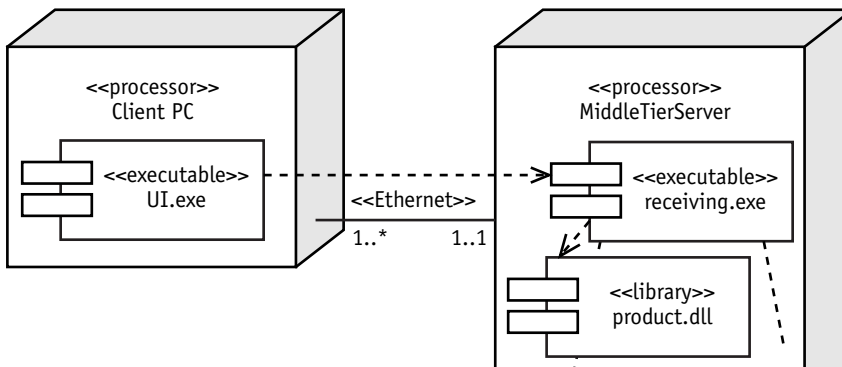 <<processor>>
Client PC
<<executable>>
UI.exe
<<Ethernet>>
1..*
1..1
<<processor>>
MiddleTierServer
<<executable>>
receiving.exe
<<library>>
product.dll